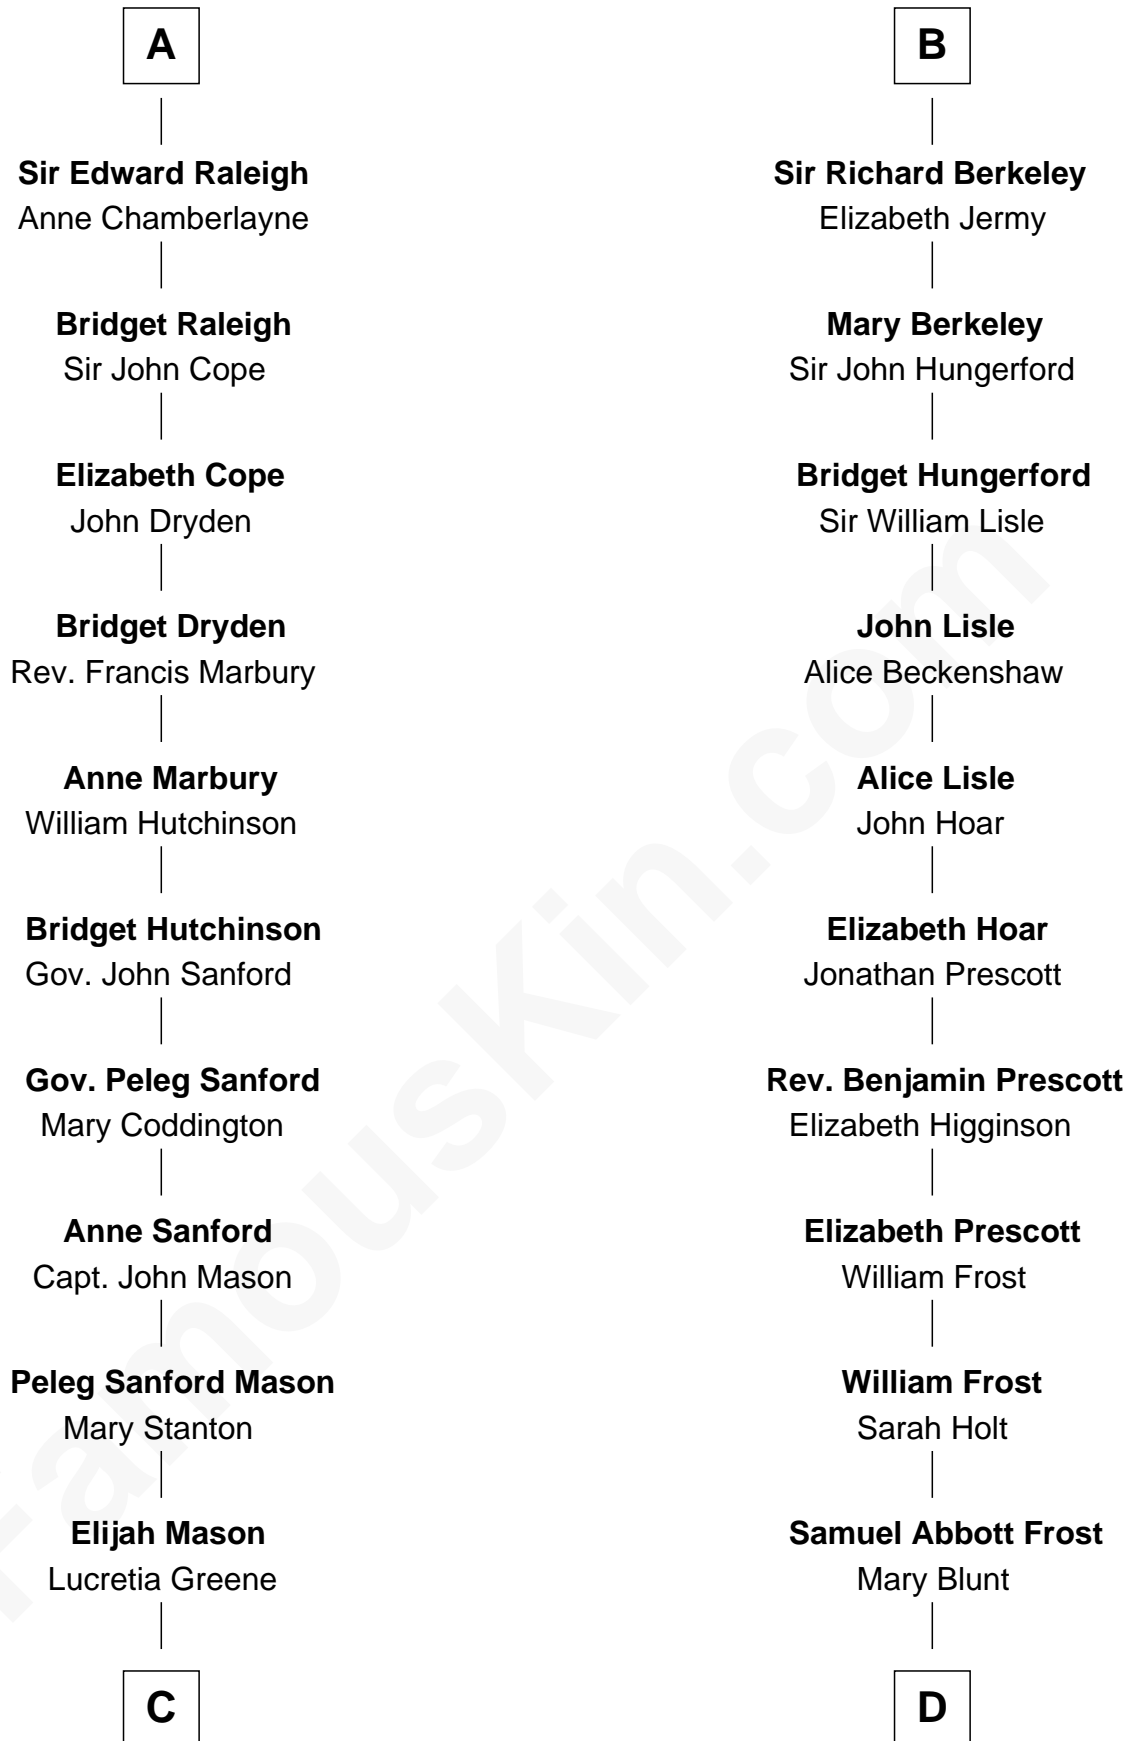 A
Sir Edward Raleigh
Anne Chamberlayne
Bridget Raleigh
Sir John Cope
Elizabeth Cope
John Dryden
Bridget Dryden
Rev. Francis Marbury
Anne Marbury
William Hutchinson
Bridget Hutchinson
Gov. John Sanford
Gov. Peleg Sanford
Mary Coddington
Anne Sanford
Capt. John Mason
Peleg Sanford Mason
Mary Stanton
Elijah Mason
Lucretia Greene
C
B
Sir Richard Berkeley
Elizabeth Jermy
Mary Berkeley
Sir John Hungerford
Bridget Hungerford
Sir William Lisle
John Lisle
Alice Beckenshaw
Alice Lisle
John Hoar
Elizabeth Hoar
Jonathan Prescott
Rev. Benjamin Prescott
Elizabeth Higginson
Elizabeth Prescott
William Frost
William Frost
Sarah Holt
Samuel Abbott Frost
Mary Blunt
D
FamousKin.com